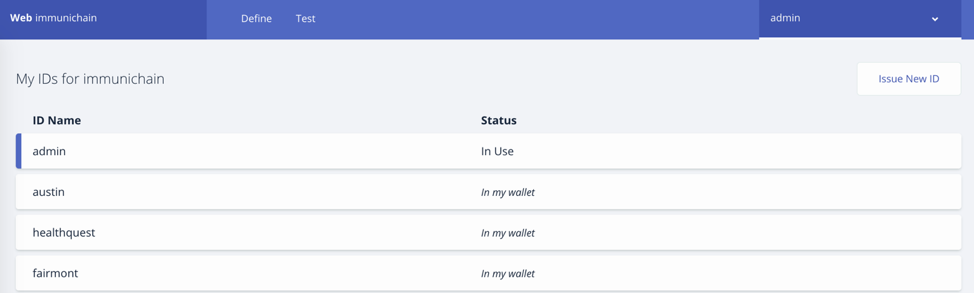 Web immunichain Define Test admin
My IDs for immunichain Issue New ID
ID Name Status
admin In Use
austin In my wallet
healthquest In my wallet
fairmont In my wallet